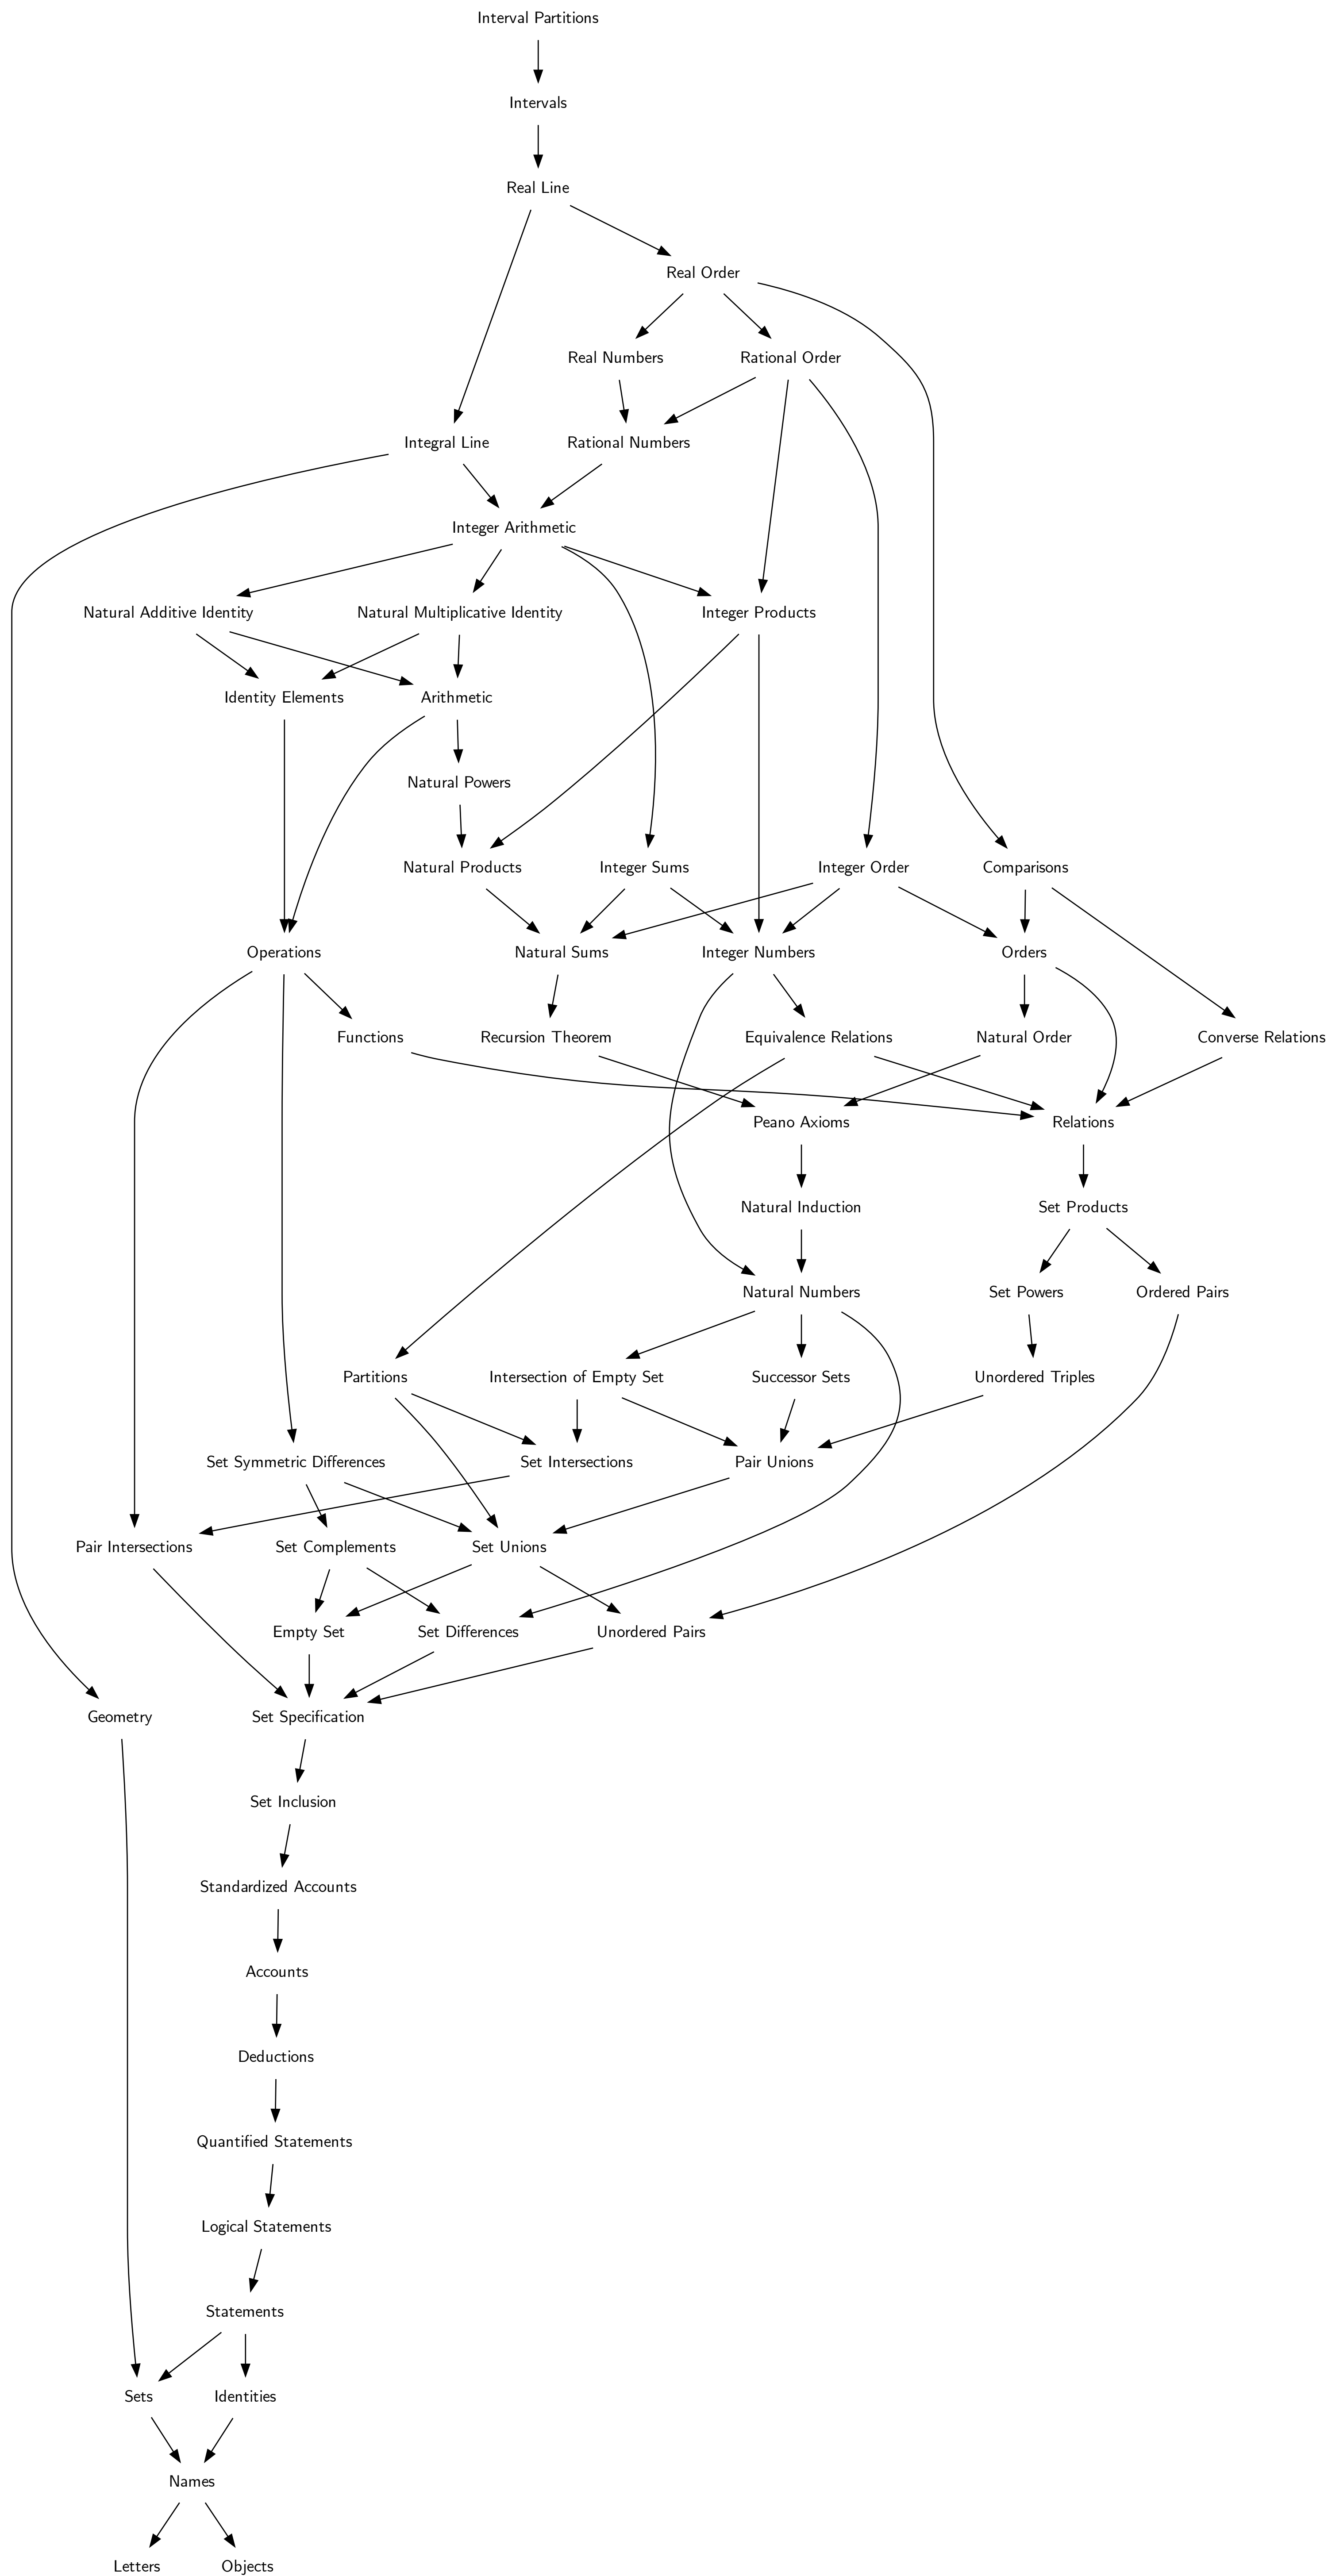 Interval Partitions
Intervals
Real Line
Real Order
Real Numbers
Rational Order
Integral Line
Rational Numbers
Integer Arithmetic
Natural Additive Identity
Natural Multiplicative Identity
Integer Products
Identity Elements
Arithmetic
Natural Powers
Natural Products
Integer Sums
Integer Order
Comparisons
Operations
Natural Sums
Integer Numbers
Orders
Functions
Recursion Theorem
Equivalence Relations
Natural Order
Converse Relations
Peano Axioms
Relations
Natural Induction
Set Products
Natural Numbers
Set Powers
Ordered Pairs
Partitions
Intersection of Empty Set
Successor Sets
Unordered Triples
Set Symmetric Differences
Set Intersections
Pair Unions
Pair Intersections
Set Complements
Set Unions
Empty Set
Set Differences
Unordered Pairs
Geometry
Set Specification
Set Inclusion
Standardized Accounts
Accounts
Deductions
Quantified Statements
Logical Statements
Statements
Sets
Identities
Names
Letters
Objects